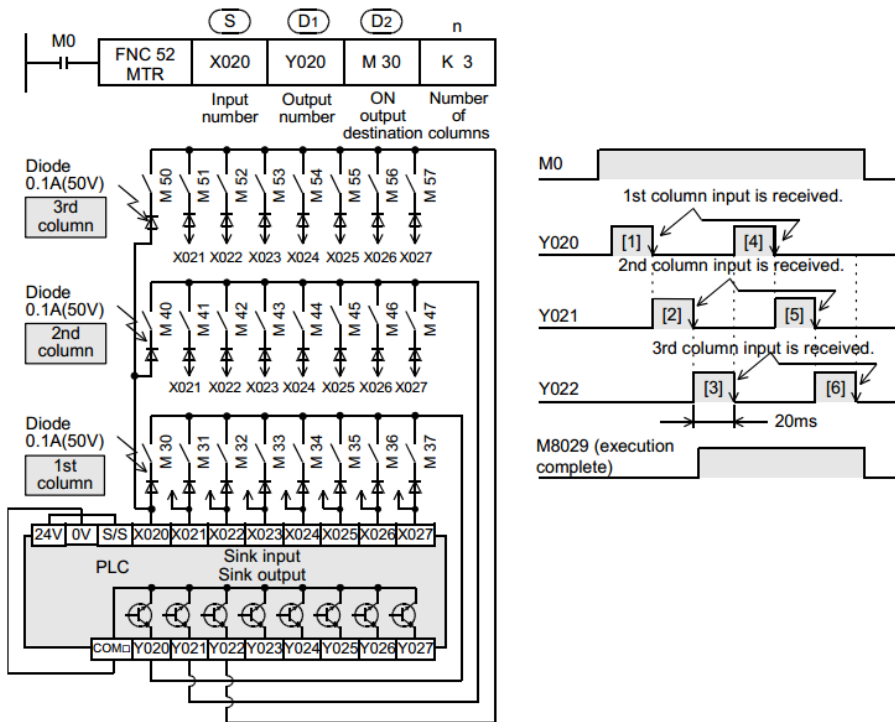 S D1 D2 n
M0
FNC 52 MTR X020 Y020 M 30 K 3
Input number
Output number
ON output destination
Number of columns
Diode
0.1A(50V)
3rd column
M 50 M 51 M 52 M 53 M 54 M 55 M 56 M 57
X021 X022 X023 X024 X025 X026 X027
Diode
0.1A(50V)
2nd column
M 40 M 41 M 42 M 43 M 44 M 45 M 46 M 47
X021 X022 X023 X024 X025 X026 X027
Diode
0.1A(50V)
1st column
M 30 M 31 M 32 M 33 M 34 M 35 M 36 M 37
24V 0V S/S X020 X021 X022 X023 X024 X025 X026 X027
PLC
Sink input
Sink output
COM□ Y020 Y021 Y022 Y023 Y024 Y025 Y026 Y027
M0
1st column input is received.
Y020 [1] [4]
2nd column input is received.
Y021 [2] [5]
3rd column input is received.
Y022 [3] [6]
20ms
M8029 (execution
complete)